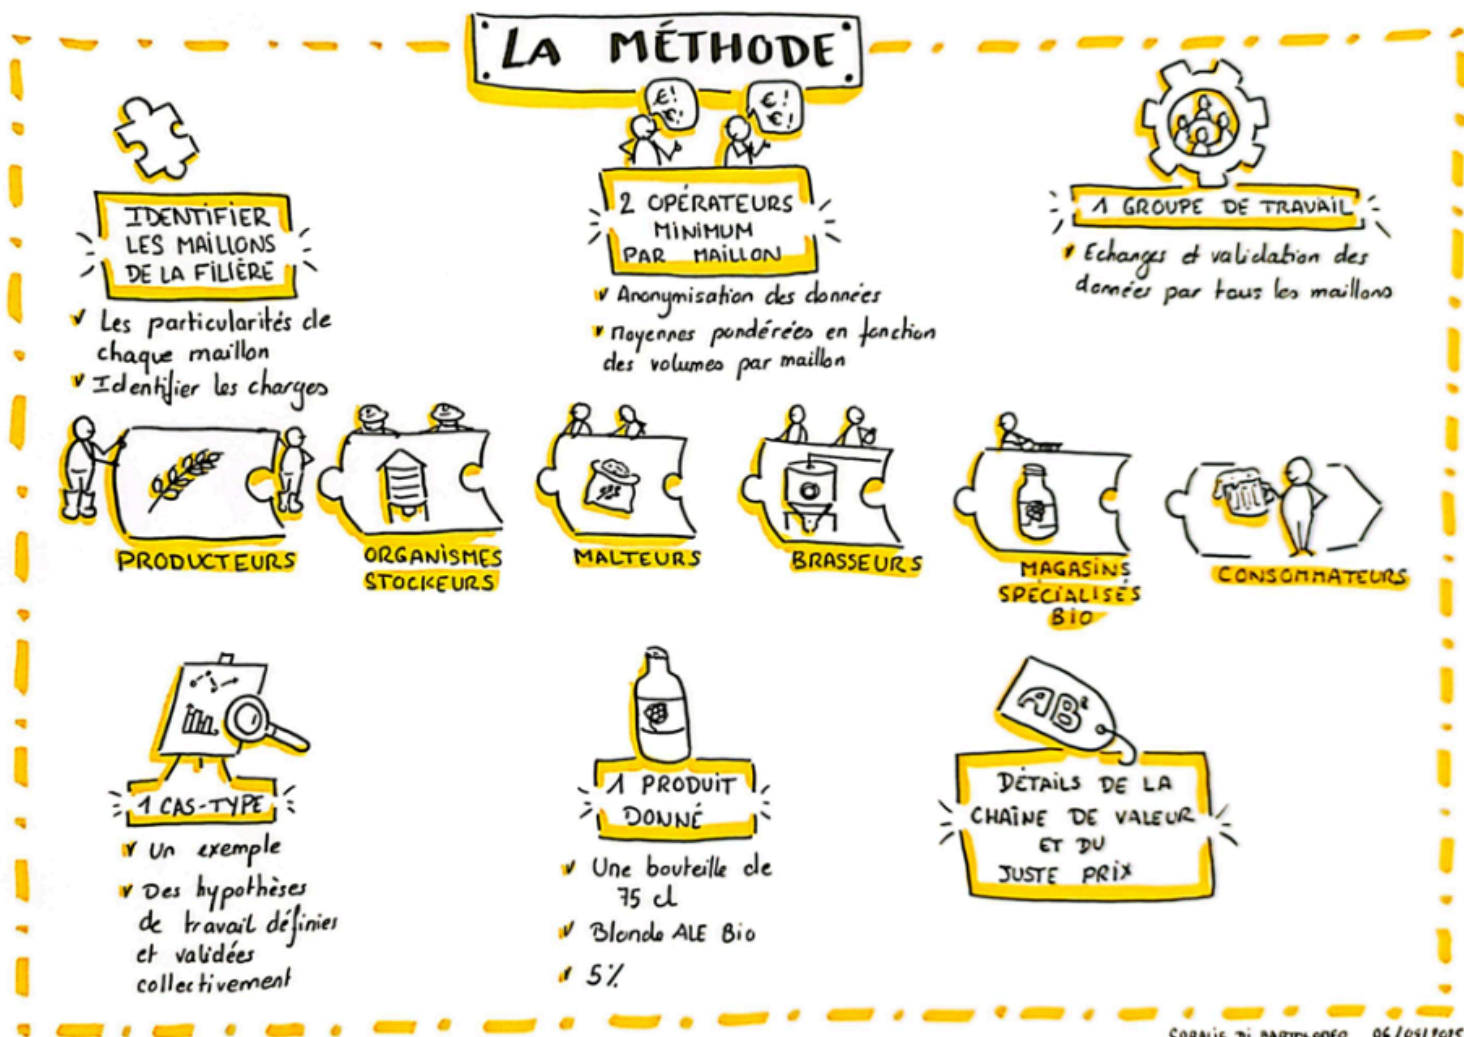 LA MÉTHODE
€!
€!
€!
€!
IDENTIFIER
LES MAILLONS
DE LA FILIÈRE
✓ Les particularités de
chaque maillon
✓ Identifier les charges
2 OPÉRATEURS
MINIMUM
PAR MAILLON
✓ Anonymisation des données
✓ Moyennes pondérées en fonction
des volumes par maillon
1 GROUPE DE TRAVAIL
✓ Echanges et validation des
données par tous les maillons
PRODUCTEURS
ORGANISMES
STOCKEURS
MALTEURS
BRASSEURS
MAGASINS
SPÉCIALISÉS
BIO
CONSOMMATEURS
1 CAS-TYPE
✓ Un exemple
✓ Des hypothèses
de travail définies
et validées
collectivement
1 PRODUIT
DONNÉ
✓ Une bouteille de
75 cl
✓ Blonde ALE Bio
✓ 5%
AB
DÉTAILS DE LA
CHAÎNE DE VALEUR
ET DU
JUSTE PRIX